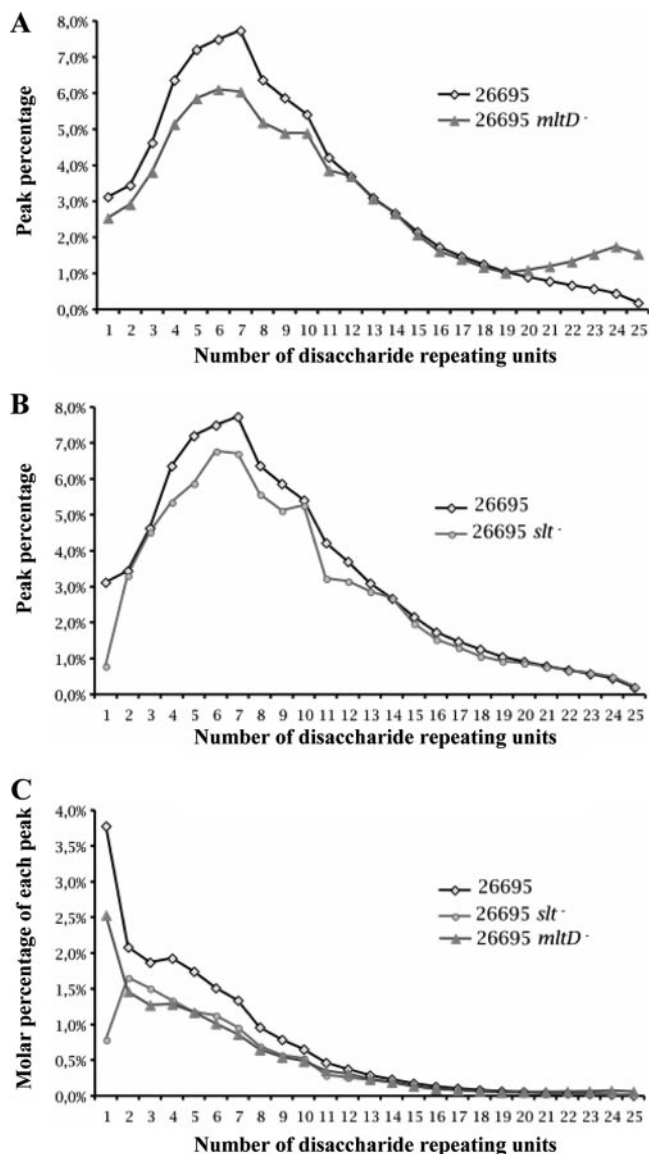 A
8,0%
7,0%
6,0%
5,0%
4,0%
3,0%
2,0%
1,0%
0,0%
Peak percentage
26695
26695 mltD -
1 2 3 4 5 6 7 8 9 10 11 12 13 14 15 16 17 18 19 20 21 22 23 24 25
Number of disaccharide repeating units
B
8,0%
7,0%
6,0%
5,0%
4,0%
3,0%
2,0%
1,0%
0,0%
Peak percentage
26695
26695 slt -
1 2 3 4 5 6 7 8 9 10 11 12 13 14 15 16 17 18 19 20 21 22 23 24 25
Number of disaccharide repeating units
C
4,0%
3,5%
3,0%
2,5%
2,0%
1,5%
1,0%
0,5%
0,0%
Molar percentage of each peak
26695
26695 slt -
26695 mltD -
1 2 3 4 5 6 7 8 9 10 11 12 13 14 15 16 17 18 19 20 21 22 23 24 25
Number of disaccharide repeating units